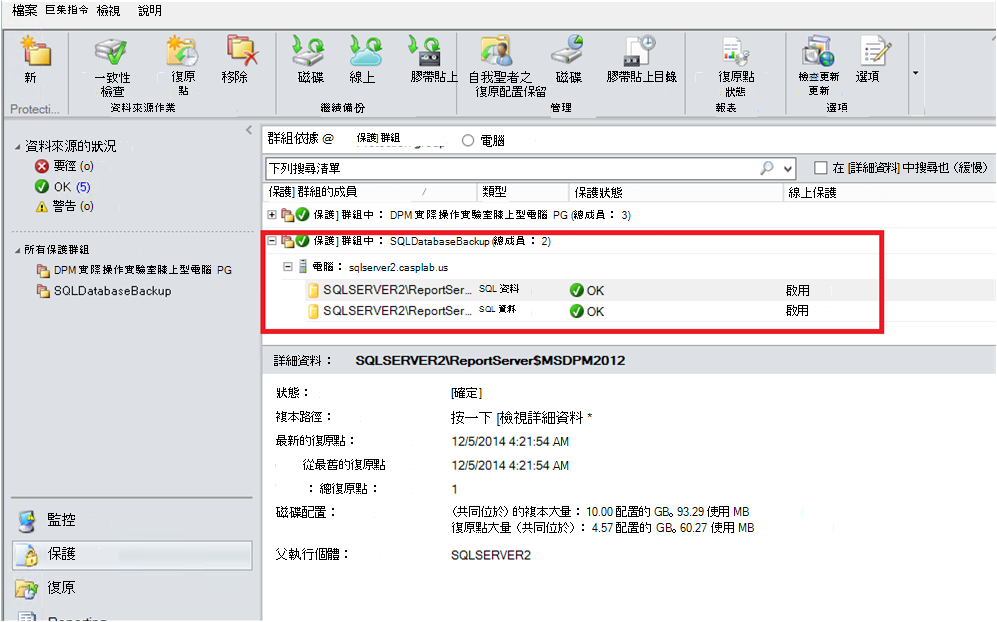 檔案 巨集指令 檢視 說明
新
一致性
檢查
復原
點
移除
磁碟
線上
膠帶貼上
自我聖者之
復原配置保留
磁碟
膠帶貼上目錄
復原點
狀態
檢查更新
更新
選項
Protecti...
資料來源作業
繼續備份
管理
報表
選項
資料來源的狀況
要徑 (o)
OK (5)
警告 (o)
所有保護群組
DPM 實際操作實驗室膝上型電腦 PG
SQLDatabaseBackup
監控
保護
復原
Reporting
群組依據 @ 保護] 群組 電腦
下列搜尋清單
在 [詳細資料] 中搜尋也 (緩慢)
保護] 群組的成員 / 類型 保護狀態 線上保護
保護] 群組中： DPM 實際操作實驗室膝上型電腦 PG (總成員： 3)
保護] 群組中： SQLDatabaseBackup (總成員： 2)
電腦： sqlserver2.casplab.us
SQLSERVER2\ReportSer... SQL 資料 OK 啟用
SQLSERVER2\ReportSer... SQL 資料 OK 啟用
詳細資料： SQLSERVER2\ReportServer$MSDPM2012
狀態： [確定]
複本路徑： 按一下 [檢視詳細資料 *
最新的復原點： 12/5/2014 4:21:54 AM
從最舊的復原點 12/5/2014 4:21:54 AM
：總復原點： 1
磁碟配置： (共同位於) 的複本大量： 10.00 配置的 GB。93.29 使用 MB
復原點大量 (共同位於)： 4.57 配置的 GB。60.27 使用 MB
父執行個體： SQLSERVER2